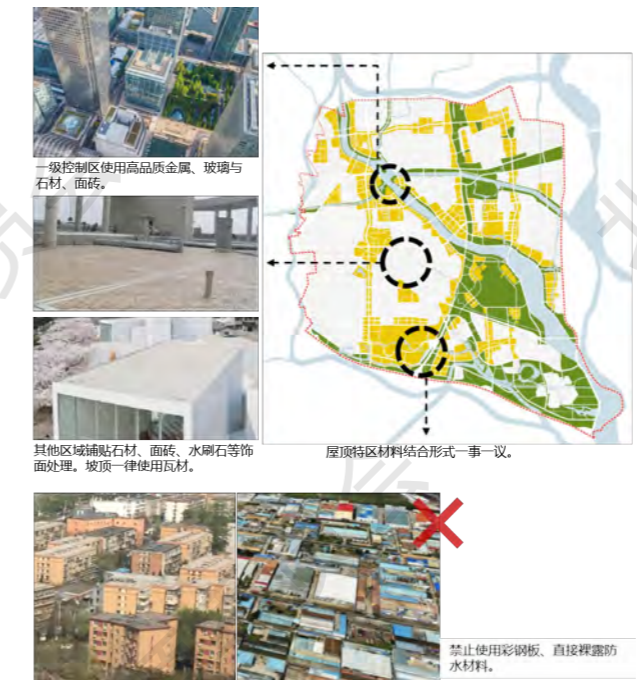 一级控制区使用高品质金属、玻璃与
石材、面砖。
其他区域铺贴石材、面砖、水刷石等饰
面处理。坡顶一律使用瓦材。
屋顶特区材料结合形式一事一议。
禁止使用彩钢板、直接裸露防
水材料。